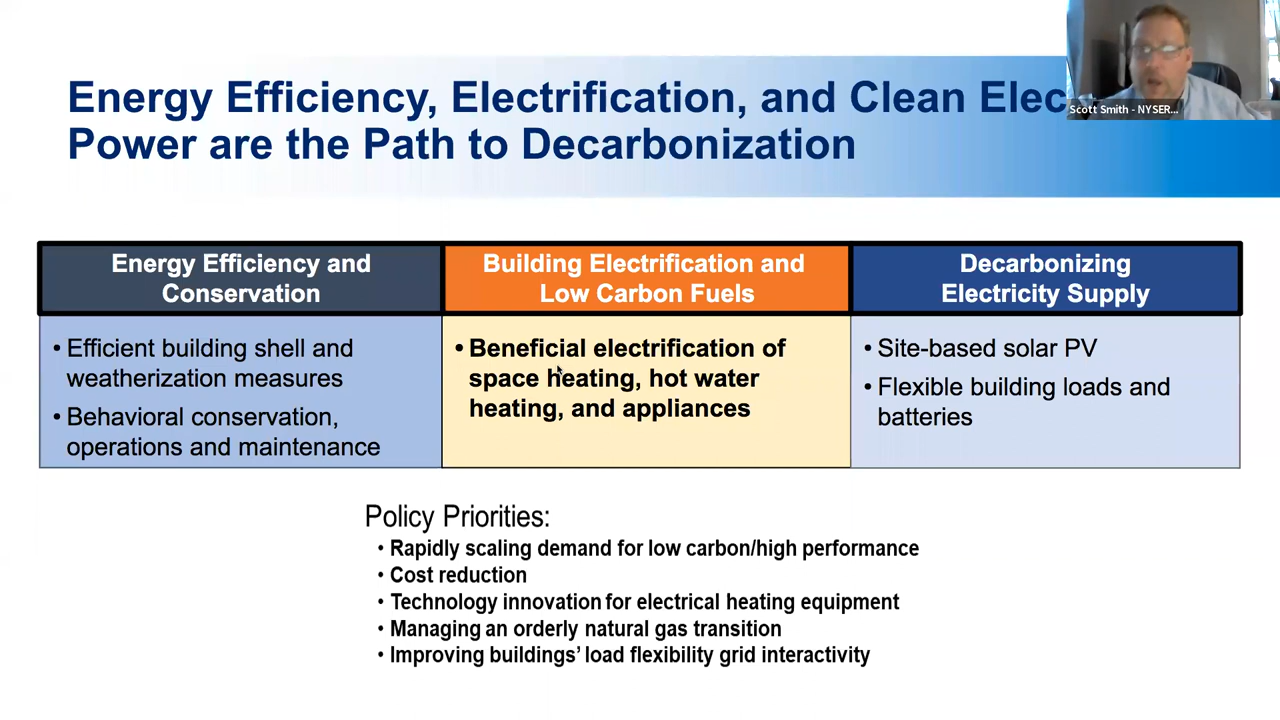 Energy Efficiency, Electrification, and Clean Elec
Power are the Path to Decarbonization
Scott Smith - NYSER...
Energy Efficiency and
Conservation
• Efficient building shell and
weatherization measures
• Behavioral conservation,
operations and maintenance
Building Electrification and
Low Carbon Fuels
• Beneficial electrification of
space heating, hot water
heating, and appliances
Decarbonizing
Electricity Supply
• Site-based solar PV
• Flexible building loads and
batteries
Policy Priorities:
• Rapidly scaling demand for low carbon/high performance
• Cost reduction
• Technology innovation for electrical heating equipment
• Managing an orderly natural gas transition
• Improving buildings’ load flexibility grid interactivity